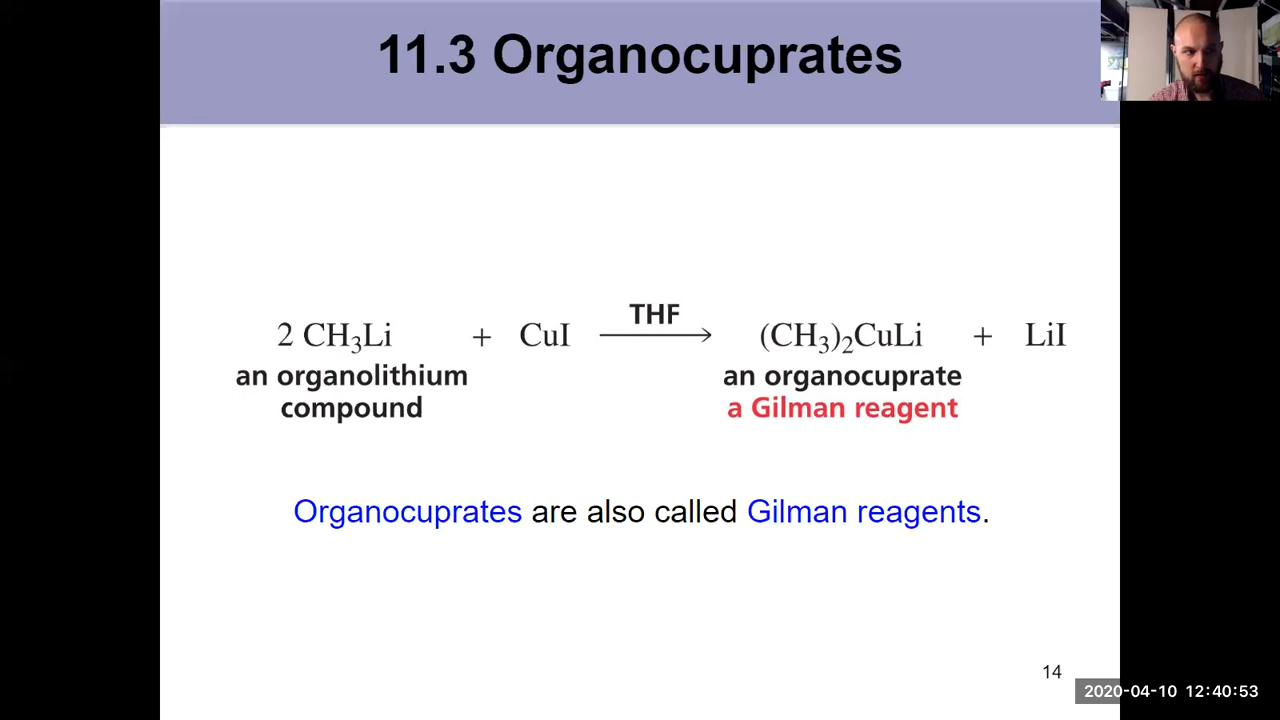 11.3 Organocuprates
THF
2 CH₃Li + CuI ⟶ (CH₃)₂CuLi + LiI
an organolithium compound
an organocuprate
a Gilman reagent
Organocuprates are also called Gilman reagents.
14
2020-04-10 12:40:53